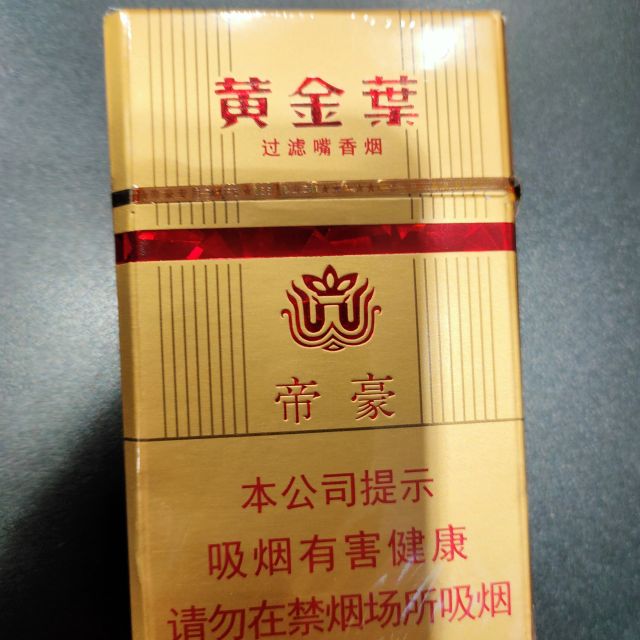 黄金葉
过滤嘴香烟
帝豪
本公司提示
吸烟有害健康
请勿在禁烟场所吸烟